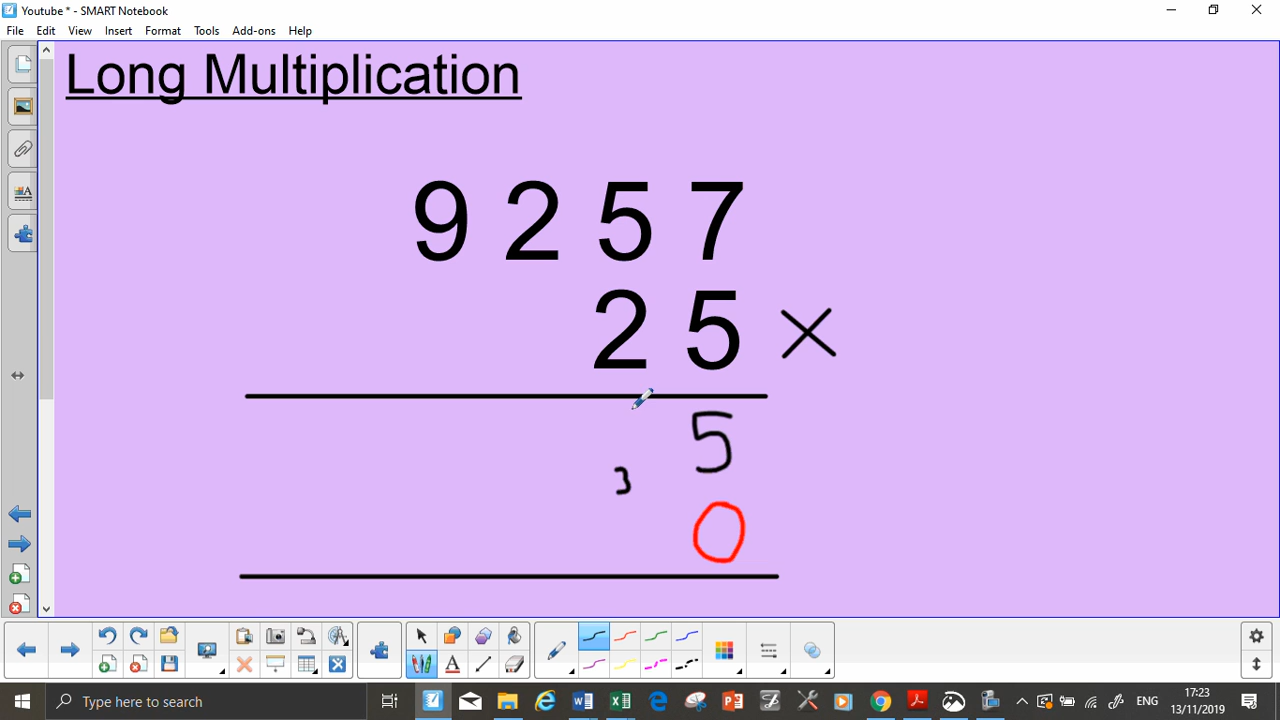 Youtube * - SMART Notebook
File Edit View Insert Format Tools Add-ons Help
Long Multiplication
9 2 5 7
2 5 ×
5
3
0
Type here to search
ENG
17:23
13/11/2019